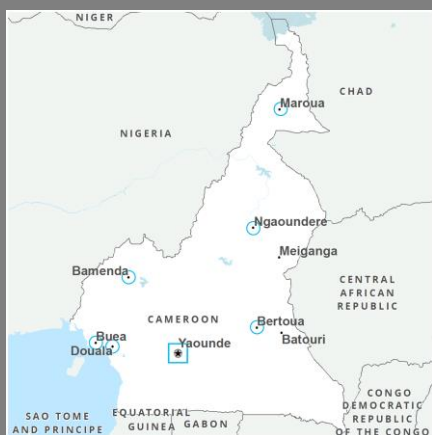 NIGER
CHAD
Maroua
NIGERIA
Ngaoundere
Meiganga
Bamenda
CENTRAL
AFRICAN
REPUBLIC
CAMEROON
Bertoua
Buea
Yaounde
Batouri
Douala
CONGO
DEMOCRATIC
REPUBLIC
OF THE CONGO
EQUATORIAL
GUINEA
GABON
SAO TOME
AND PRINCIPE